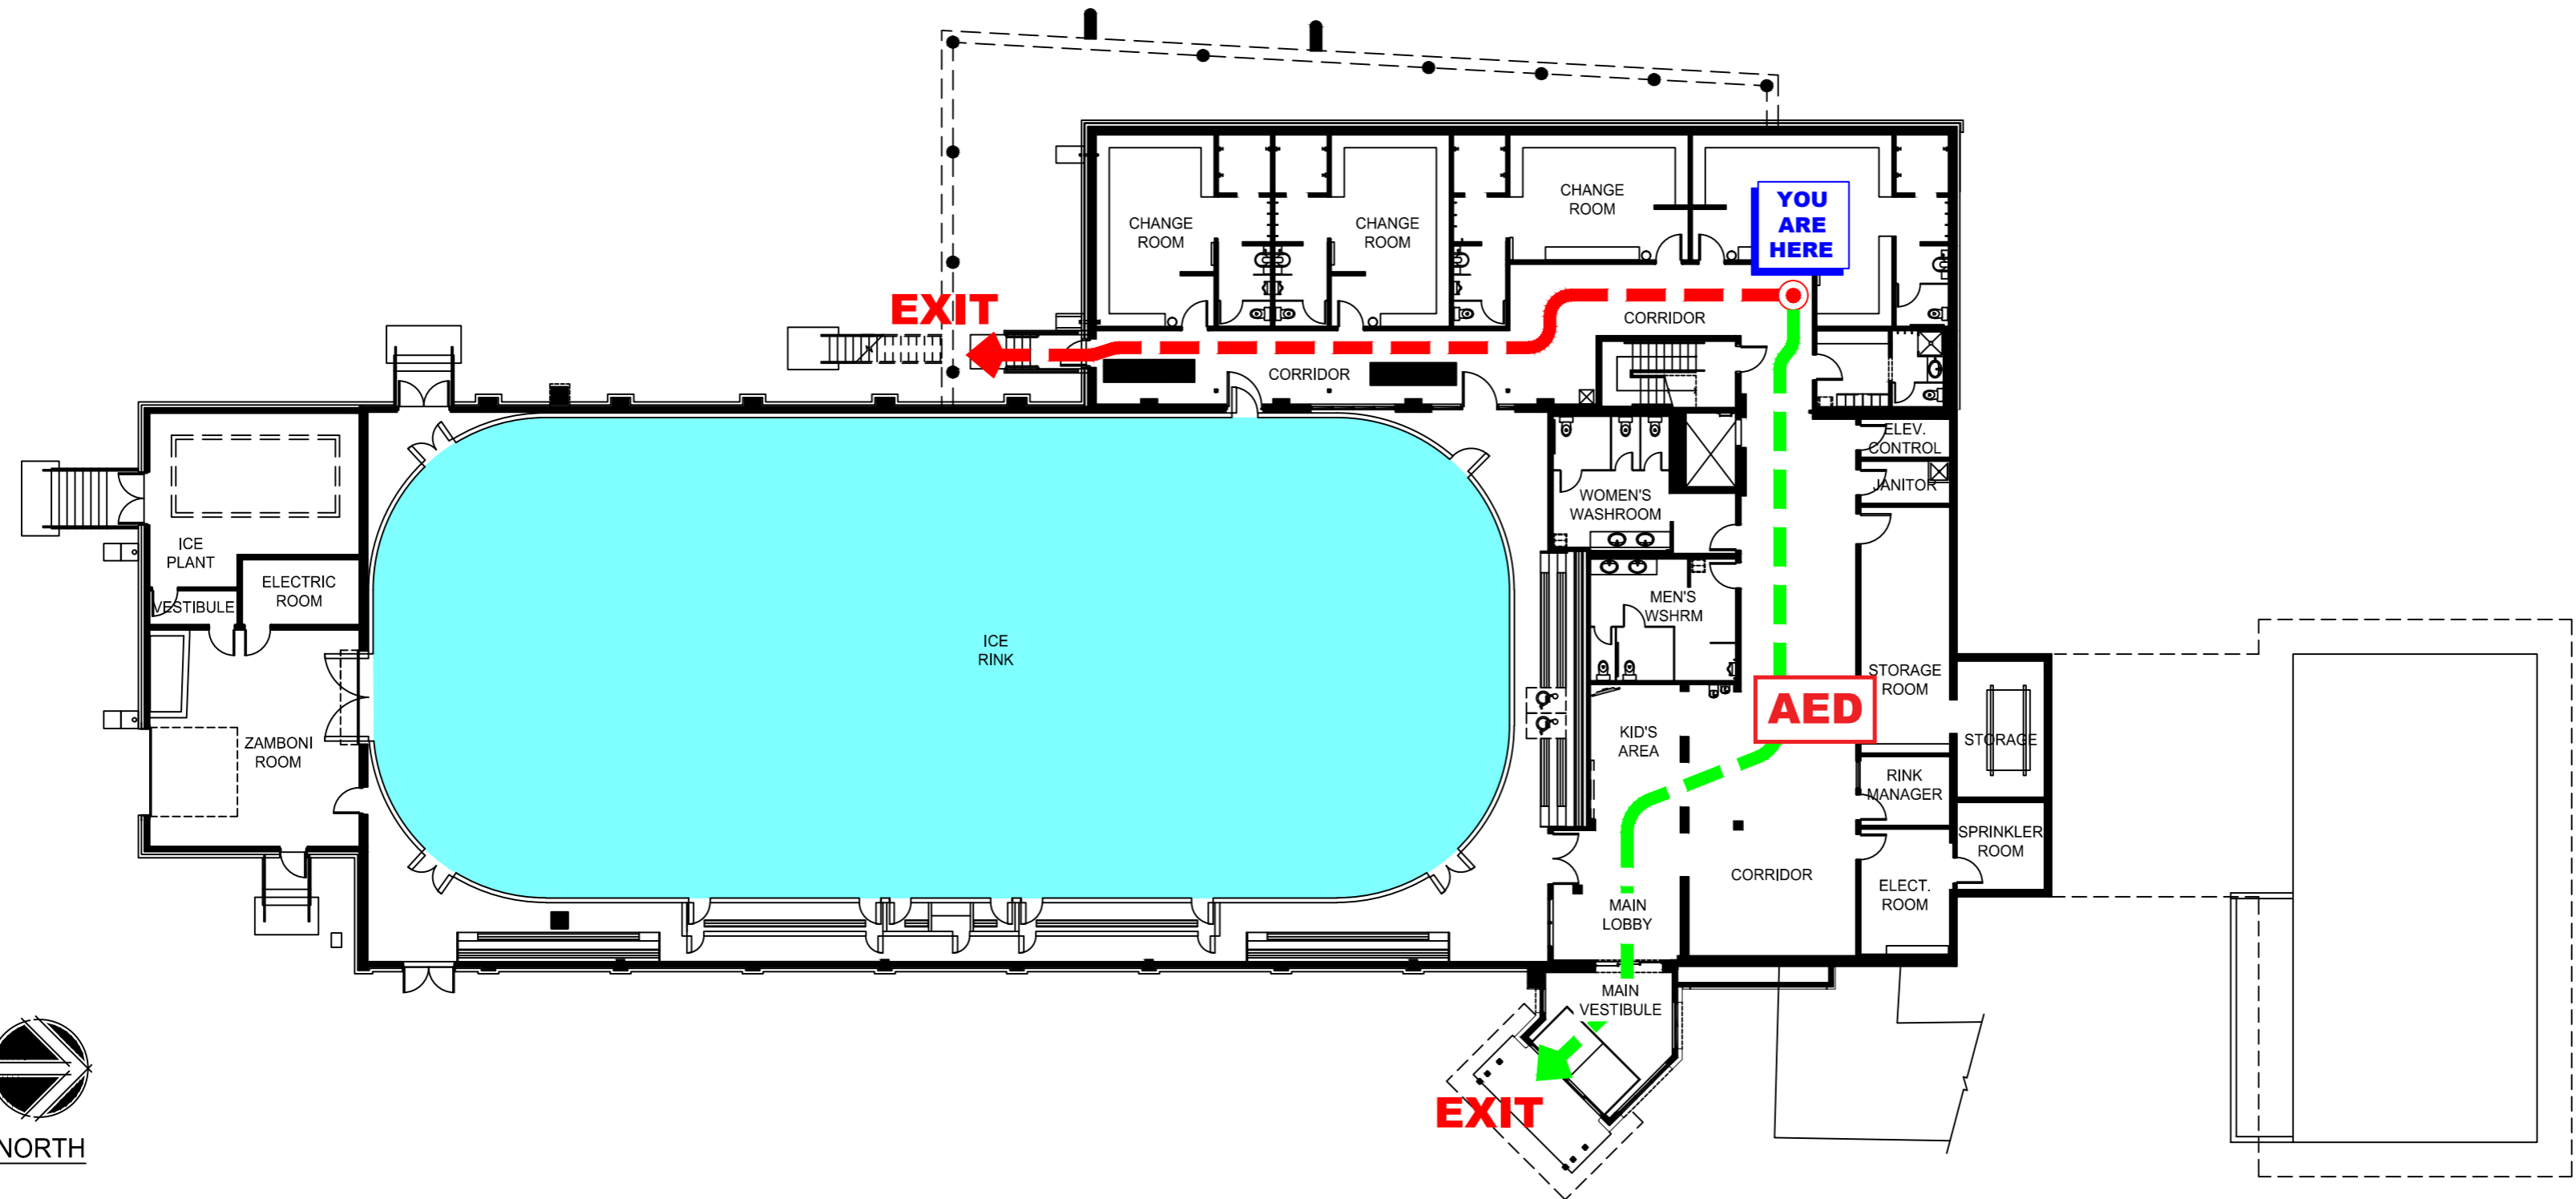 YOU
ARE
HERE
CHANGE
ROOM
CHANGE
ROOM
CHANGE
ROOM
EXIT
CORRIDOR
CORRIDOR
ELEV.
CONTROL
JANITOR
WOMEN'S
WASHROOM
ICE
PLANT
ELECTRIC
ROOM
VESTIBULE
MEN'S
WSHRM
ICE
RINK
STORAGE
ROOM
AED
KID'S
AREA
STORAGE
ZAMBONI
ROOM
RINK
MANAGER
SPRINKLER
ROOM
CORRIDOR
ELECT.
ROOM
MAIN
LOBBY
MAIN
VESTIBULE
EXIT
NORTH